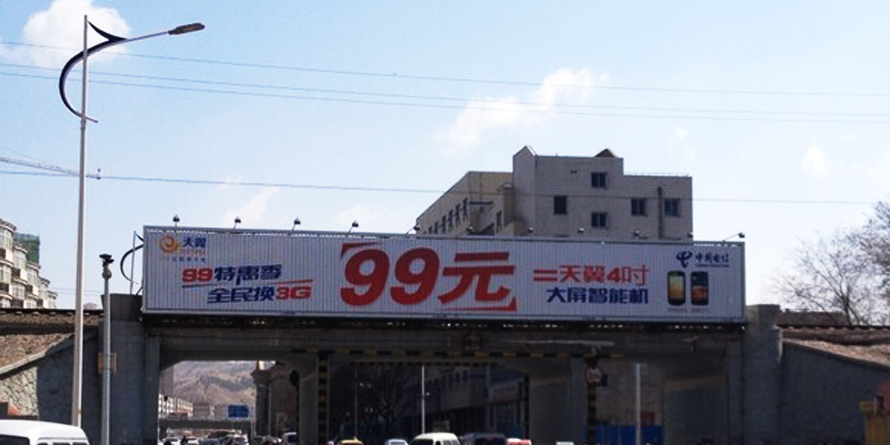 天翼
99特惠季
全民换3G
99元
=天翼4吋
大屏智能机
中国电信